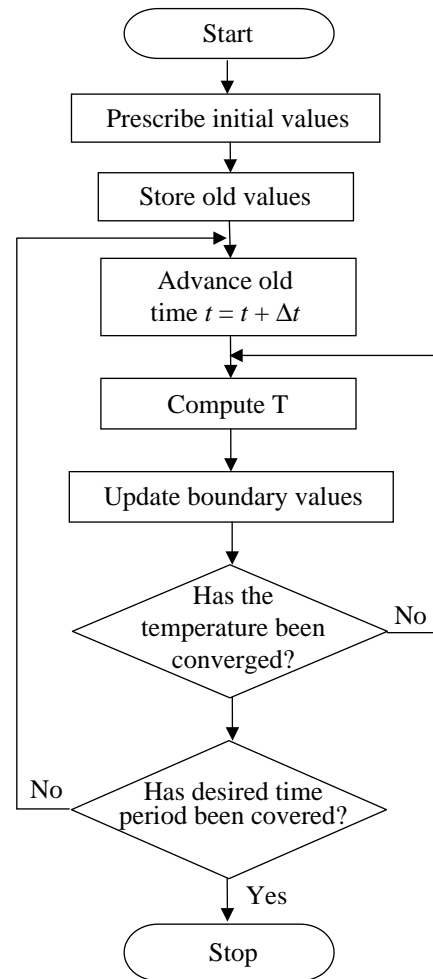 Start
Prescribe initial values
Store old values
Advance old
time t = t + Δt
Compute T
Update boundary values
Has the
temperature been
converged?
No
Has desired time
period been covered?
No
Yes
Stop